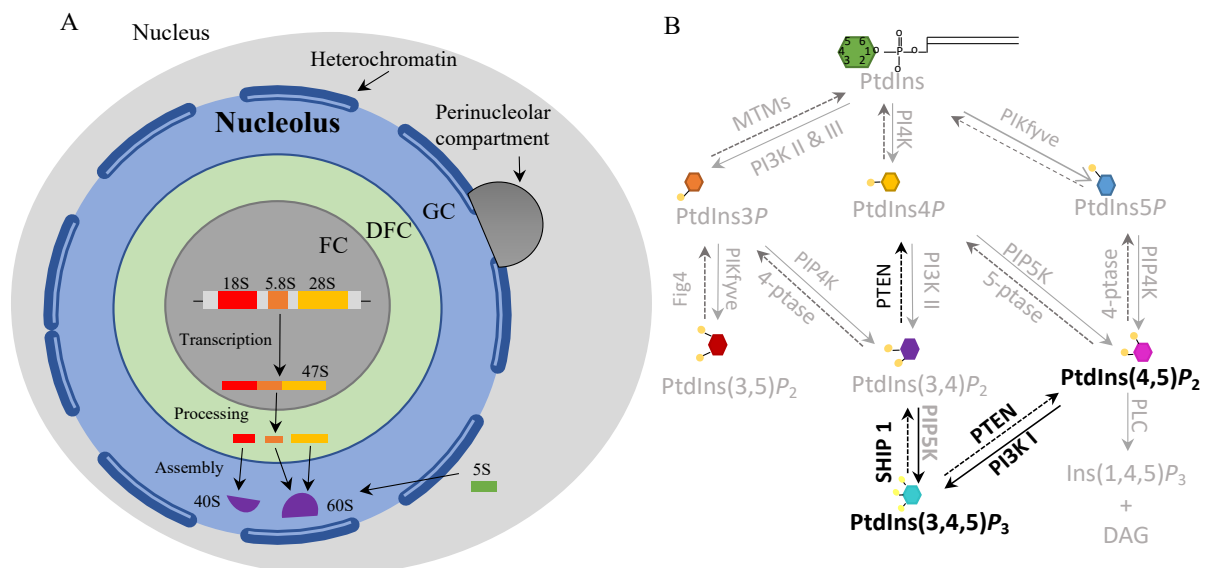 A
Nucleus
Heterochromatin
Perinucleolar
compartment
Nucleolus
GC
DFC
FC
18S 5.8S 28S
Transcription
47S
Processing
Assembly
5S
40S
60S
B
5 6
4 1
3 2
O
O
P
O
O
PtdIns
MTMs
PI3K II & III
PI4K
PIKfyve
PtdIns3P
PtdIns4P
PtdIns5P
Fig4
PIKfyve
PIP4K
4-ptase
PTEN
PI3K II
PIP5K
5-ptase
4-ptase
PIP4K
PtdIns(3,5)P2
PtdIns(3,4)P2
PtdIns(4,5)P2
SHIP 1
PIP5K
PTEN
PI3K I
PLC
PtdIns(3,4,5)P3
Ins(1,4,5)P3
+
DAG